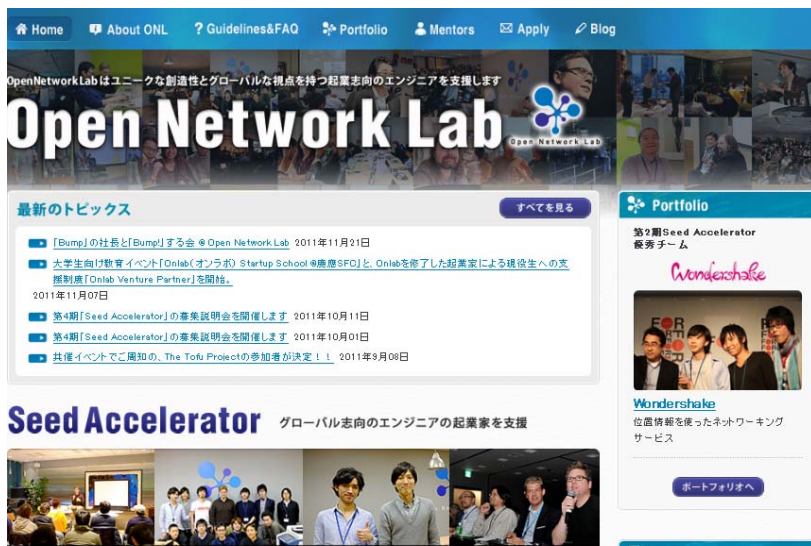 Home About ONL Guidelines&FAQ Portfolio Mentors Apply Blog
OpenNetworkLabはユニークな創造性とグローバルな視点を持つ起業志向のエンジニアを支援します
Open Network Lab
Open Network Lab
最新のトピックス
すべてを見る
「Bump」の社長と「Bump!」する会 @ Open Network Lab 2011年11月21日
大学生向け教育イベント「Onlab(オンラボ) Startup School @慶應SFC」と、Onlabを修了した起業家による現役生への支
援制度「Onlab Venture Partner」を開始。
2011年11月07日
第4期「Seed Accelerator」の募集説明会を開催します 2011年10月11日
第4期「Seed Accelerator」の募集説明会を開催します 2011年10月01日
共催イベントでご周知の、The Tofu Projectの参加者が決定!! 2011年9月08日
Seed Accelerator グローバル志向のエンジニアの起業家を支援
Portfolio
第2期Seed Accelerator
優秀チーム
Wondershake
Wondershake
位置情報を使ったネットワーキング
サービス
ポートフォリオへ